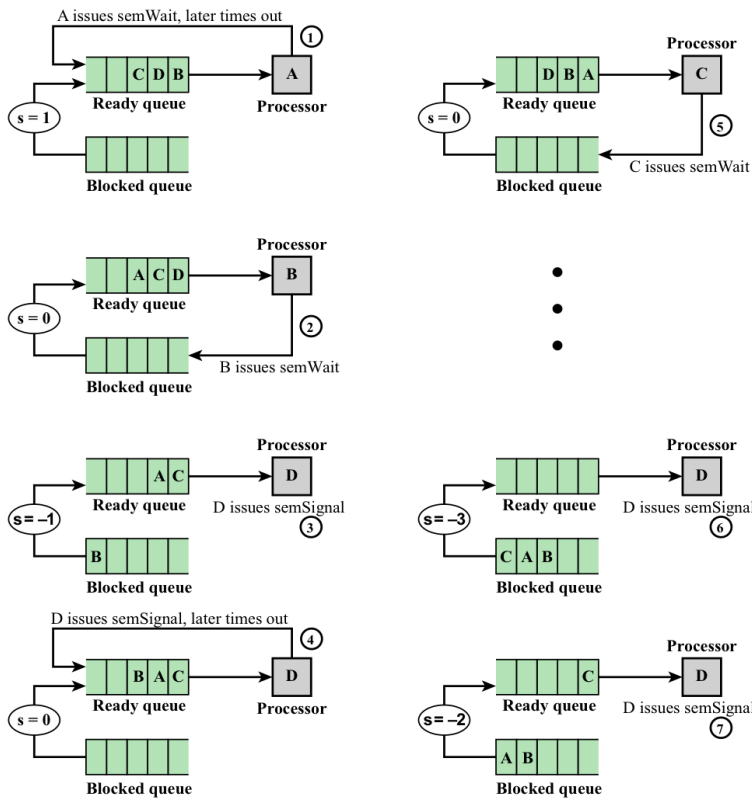 A issues semWait, later times out
1
C D B
A
Ready queue
Processor
s = 1
Blocked queue
Processor
B
A C D
Ready queue
s = 0
2
B issues semWait
Blocked queue
Processor
D
A C
Ready queue
D issues semSignal
3
s = –1
B
Blocked queue
D issues semSignal, later times out
4
B A C
D
Ready queue
Processor
s = 0
Blocked queue
Processor
C
D B A
Ready queue
s = 0
5
C issues semWait
Blocked queue
Processor
D
Ready queue
D issues semSignal
6
s = –3
C A B
Blocked queue
Processor
D
C
Ready queue
D issues semSignal
7
s = –2
A B
Blocked queue